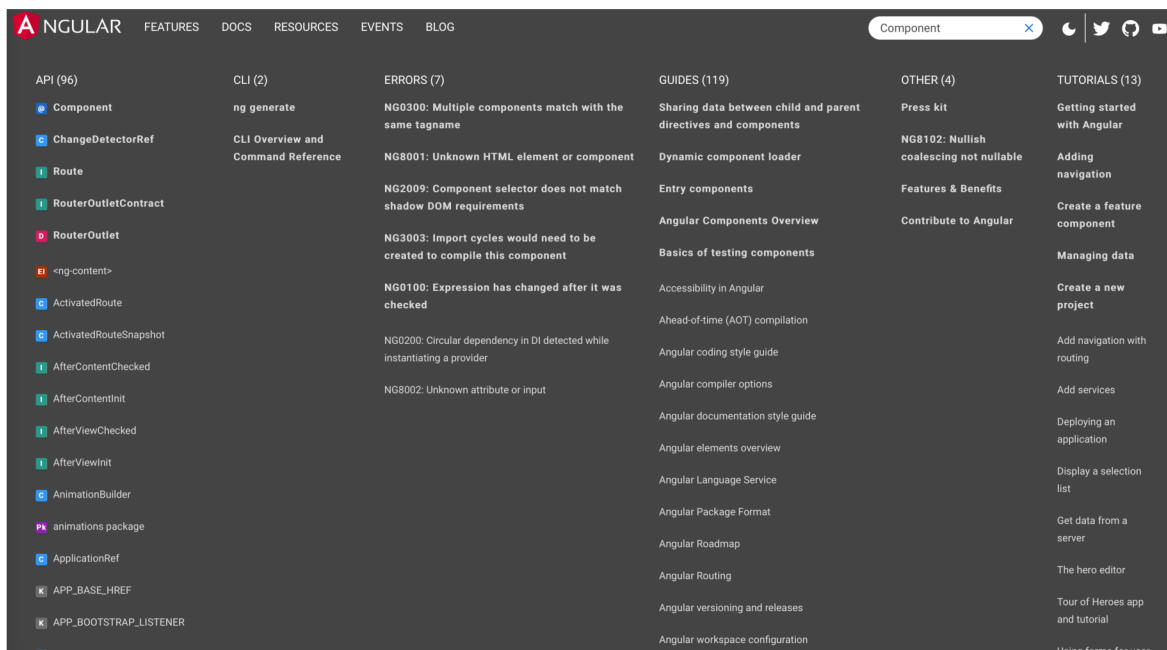 ANGULAR FEATURES DOCS RESOURCES EVENTS BLOG Component
API (96)
@ Component
C ChangeDetectorRef
I Route
I RouterOutletContract
D RouterOutlet
El <ng-content>
C ActivatedRoute
C ActivatedRouteSnapshot
I AfterContentChecked
I AfterContentInit
I AfterViewChecked
I AfterViewInit
C AnimationBuilder
Pk animations package
C ApplicationRef
K APP_BASE_HREF
K APP_BOOTSTRAP_LISTENER
CLI (2)
ng generate
CLI Overview and
Command Reference
ERRORS (7)
NG0300: Multiple components match with the
same tagname
NG8001: Unknown HTML element or component
NG2009: Component selector does not match
shadow DOM requirements
NG3003: Import cycles would need to be
created to compile this component
NG0100: Expression has changed after it was
checked
NG0200: Circular dependency in DI detected while
instantiating a provider
NG8002: Unknown attribute or input
GUIDES (119)
Sharing data between child and parent
directives and components
Dynamic component loader
Entry components
Angular Components Overview
Basics of testing components
Accessibility in Angular
Ahead-of-time (AOT) compilation
Angular coding style guide
Angular compiler options
Angular documentation style guide
Angular elements overview
Angular Language Service
Angular Package Format
Angular Roadmap
Angular Routing
Angular versioning and releases
Angular workspace configuration
OTHER (4)
Press kit
NG8102: Nullish
coalescing not nullable
Features & Benefits
Contribute to Angular
TUTORIALS (13)
Getting started
with Angular
Adding
navigation
Create a feature
component
Managing data
Create a new
project
Add navigation with
routing
Add services
Deploying an
application
Display a selection
list
Get data from a
server
The hero editor
Tour of Heroes app
and tutorial